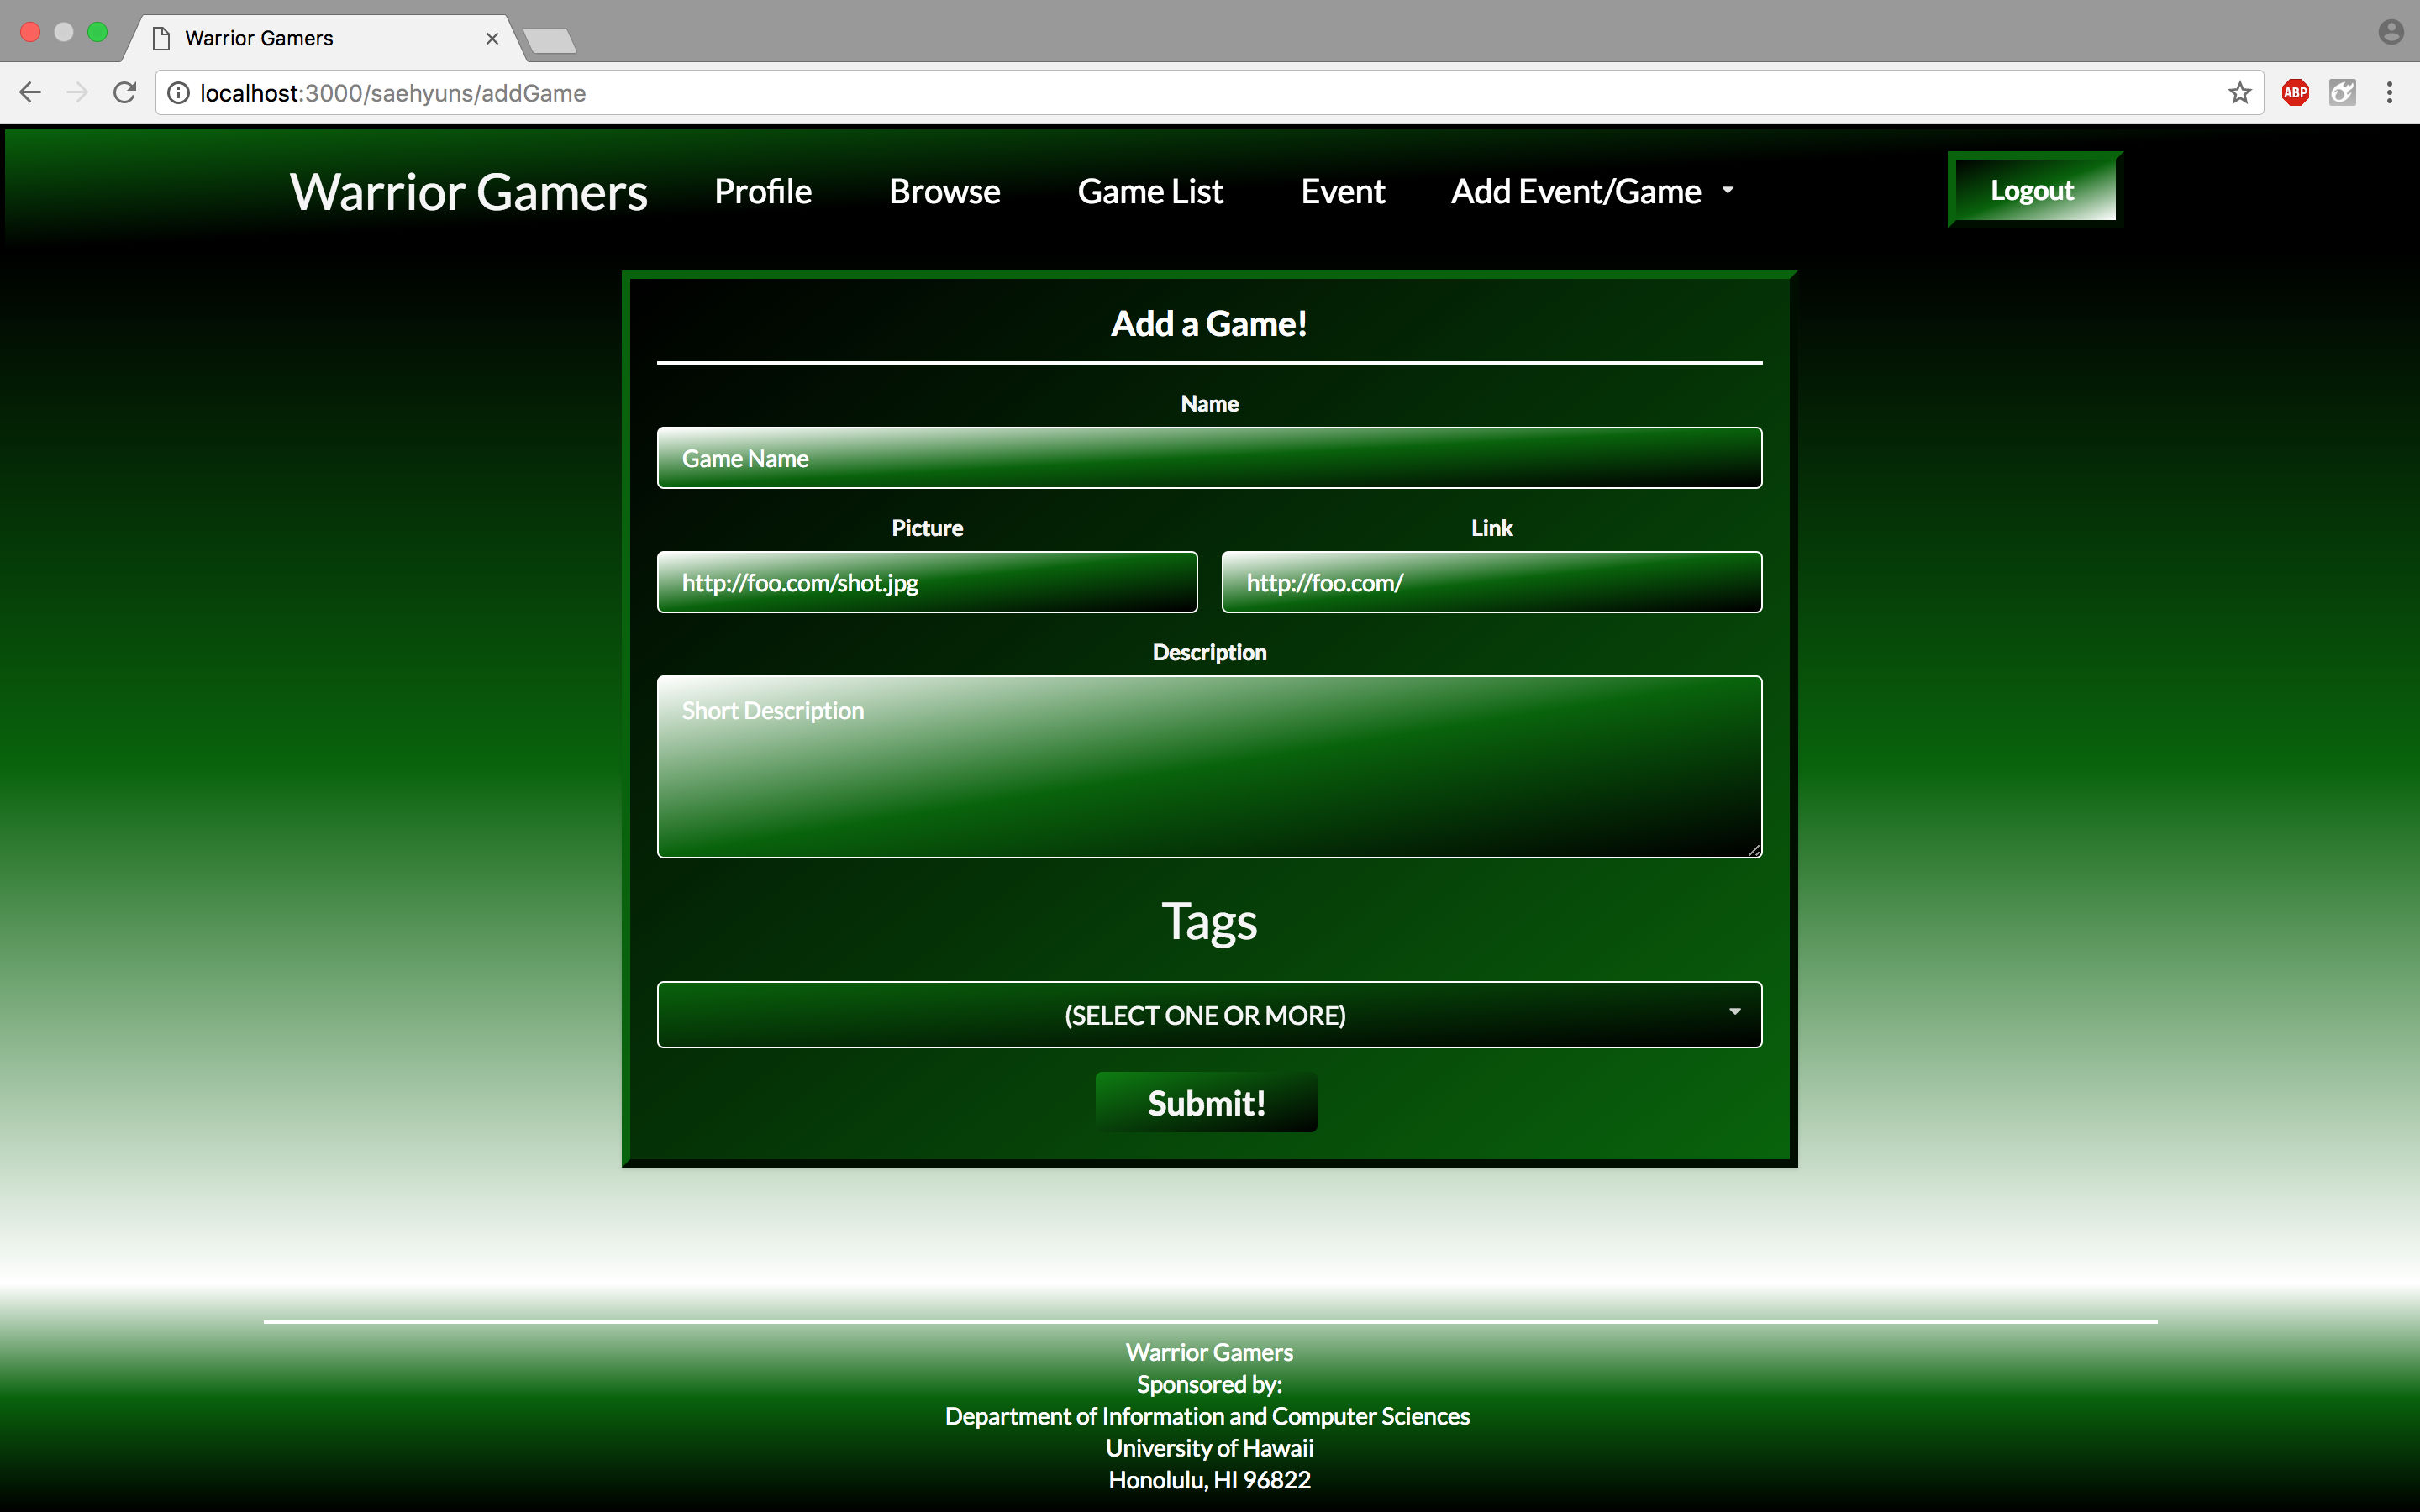 Warrior Gamers
localhost:3000/saehyuns/addGame
ABP
Warrior Gamers Profile Browse Game List Event Add Event/Game Logout
Add a Game!
Name
Game Name
Picture Link
http://foo.com/shot.jpg http://foo.com/
Description
Short Description
Tags
(SELECT ONE OR MORE)
Submit!
Warrior Gamers
Sponsored by:
Department of Information and Computer Sciences
University of Hawaii
Honolulu, HI 96822